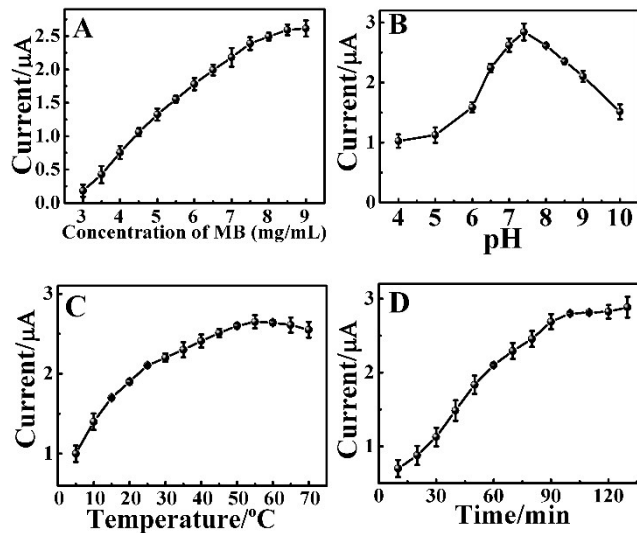 A
Current/μA
2.5
2.0
1.5
1.0
0.5
0.0
3 4 5 6 7 8 9
Concentration of MB (mg/mL)
B
Current/μA
3
2
1
0
4 5 6 7 8 9 10
pH
C
Current/μA
3
2
1
0 10 20 30 40 50 60 70
Temperature/ºC
D
Current/μA
3
2
1
0 30 60 90 120
Time/min